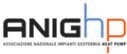 ANIGhp
ASSOCIAZIONE NAZIONALE IMPIANTI GEOTERMIA HEAT PUMP